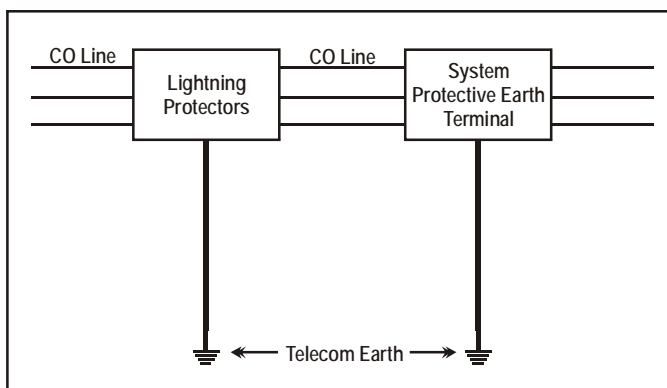 CO Line
Lightning
Protectors
CO Line
System
Protective Earth
Terminal
Telecom Earth